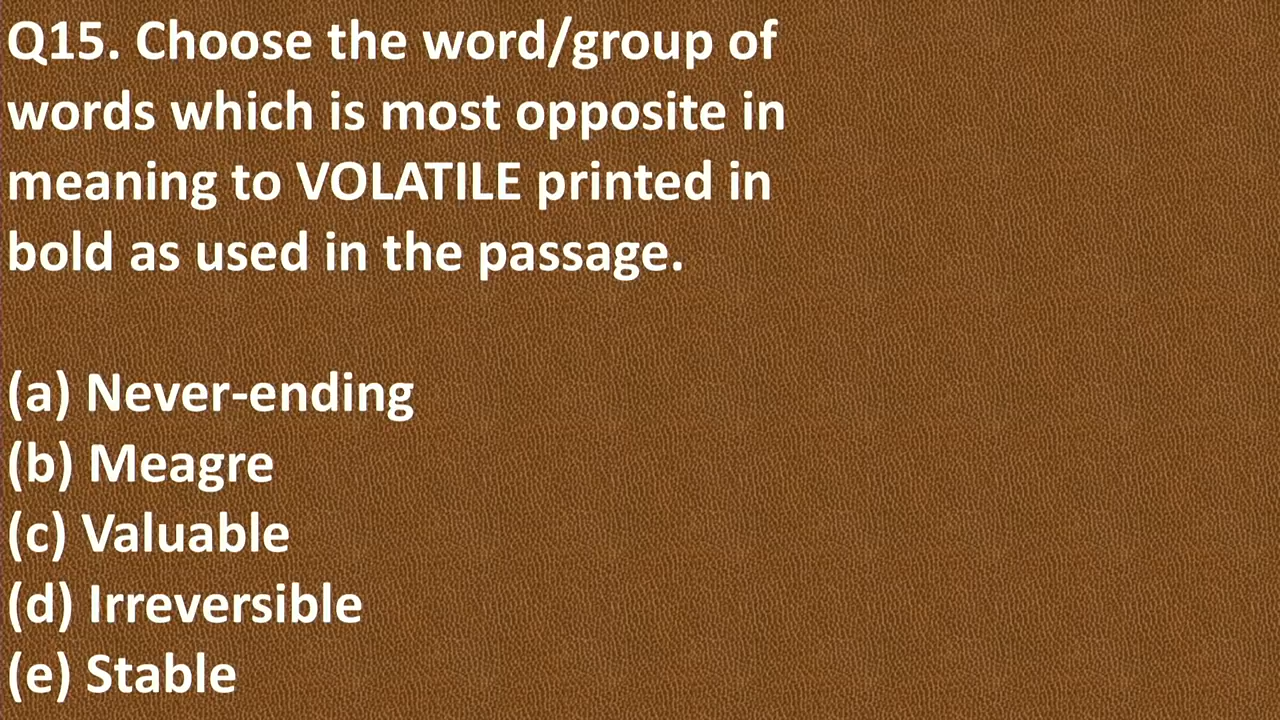 Q15. Choose the word/group of
words which is most opposite in
meaning to VOLATILE printed in
bold as used in the passage.
(a) Never-ending
(b) Meagre
(c) Valuable
(d) Irreversible
(e) Stable